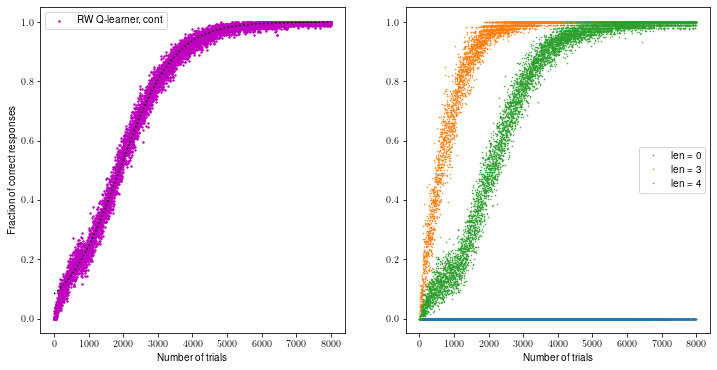 RW Q-learner, cont
Fraction of correct responses
1.0
0.8
0.6
0.4
0.2
0.0
0 1000 2000 3000 4000 5000 6000 7000 8000
Number of trials
1.0
0.8
0.6
0.4
0.2
0.0
len = 0
len = 3
len = 4
0 1000 2000 3000 4000 5000 6000 7000 8000
Number of trials